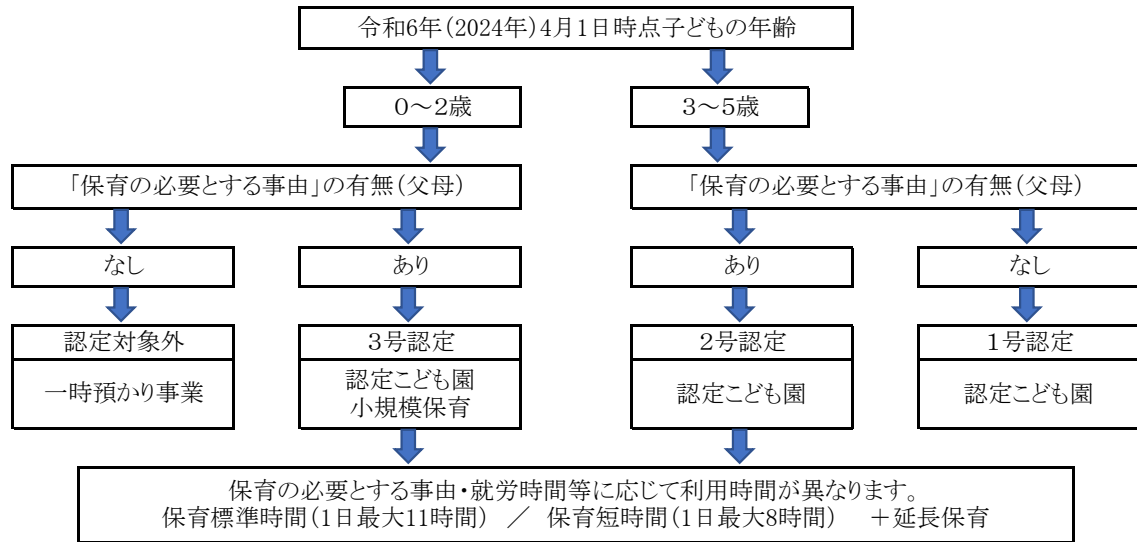 令和6年(2024年)4月1日時点子どもの年齢
0～2歳
3～5歳
「保育の必要とする事由」の有無(父母)
「保育の必要とする事由」の有無(父母)
なし
あり
あり
なし
認定対象外
3号認定
2号認定
1号認定
一時預かり事業
認定こども園
小規模保育
認定こども園
認定こども園
保育の必要とする事由・就労時間等に応じて利用時間が異なります。
保育標準時間(1日最大11時間) ／ 保育短時間(1日最大8時間) ＋延長保育